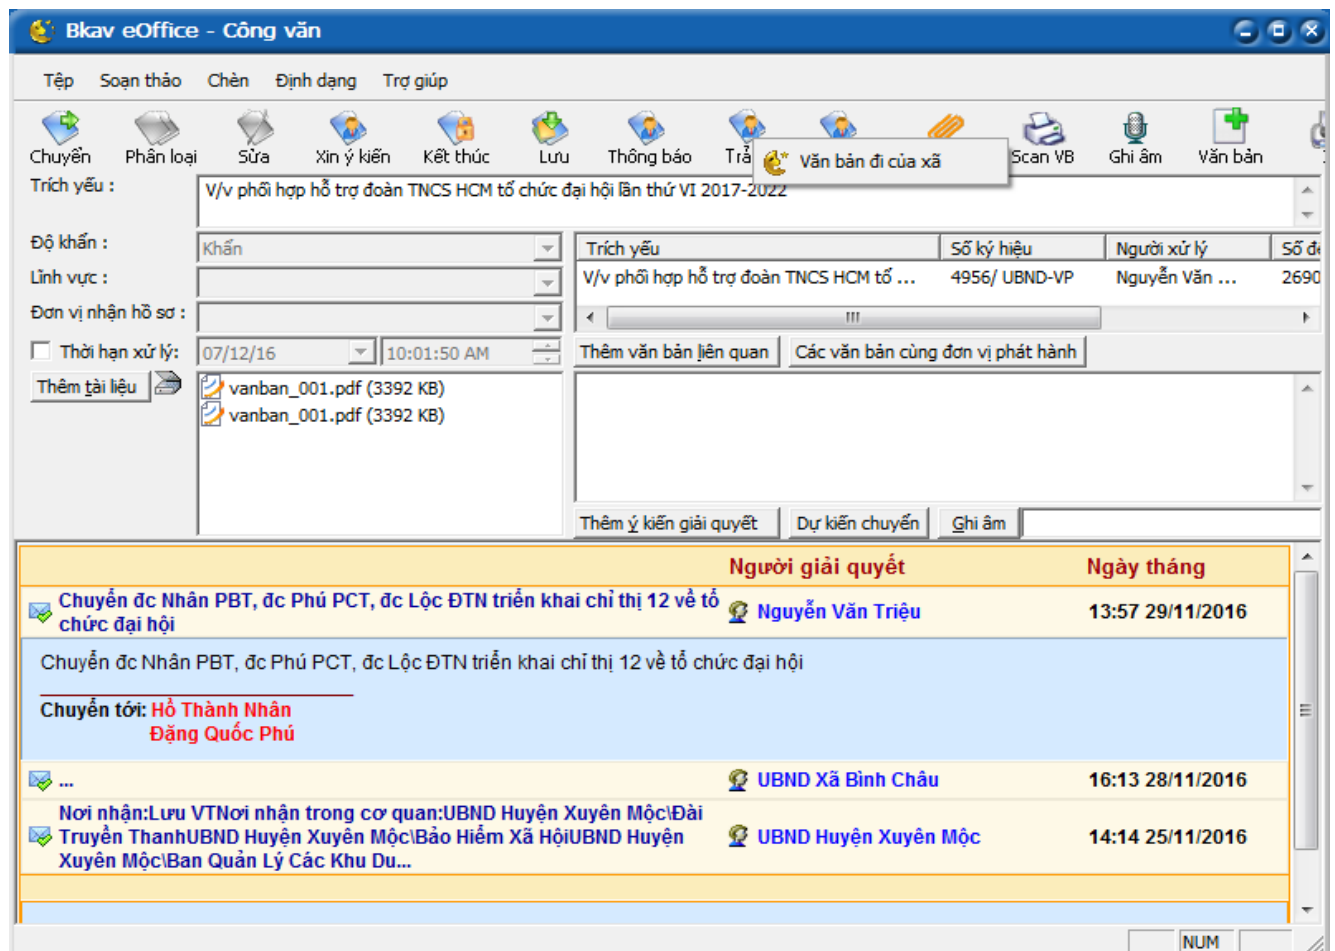 Bkav eOffice - Công văn
Tệp Soạn thảo Chèn Định dạng Trợ giúp
Chuyển Phân loại Sửa Xin ý kiến Kết thúc Lưu Thông báo Scan VB Ghi âm Văn bản
Văn bản đi của xã
Trích yếu :
V/v phối hợp hỗ trợ đoàn TNCS HCM tổ chức đại hội lần thứ VI 2017-2022
Độ khẩn :
Khẩn
Trích yếu Số ký hiệu Người xử lý
Lĩnh vực :
V/v phối hợp hỗ trợ đoàn TNCS HCM tổ ... 4956/ UBND-VP Nguyễn Văn ... 2690
Đơn vị nhận hồ sơ :
Thời hạn xử lý: 07/12/16 10:01:50 AM
Thêm văn bản liên quan Các văn bản cùng đơn vị phát hành
Thêm tài liệu
vanban_001.pdf (3392 KB)
vanban_001.pdf (3392 KB)
Thêm ý kiến giải quyết Dự kiến chuyển Ghi âm
Người giải quyết Ngày tháng
Chuyển đc Nhân PBT, đc Phú PCT, đc Lộc ĐTN triển khai chỉ thị 12 về tổ
chức đại hội
Nguyễn Văn Triệu 13:57 29/11/2016
Chuyển đc Nhân PBT, đc Phú PCT, đc Lộc ĐTN triển khai chỉ thị 12 về tổ chức đại hội
Chuyển tới: Hồ Thành Nhân
Đặng Quốc Phú
... UBND Xã Bình Châu 16:13 28/11/2016
Nơi nhận:Lưu VTNơi nhận trong cơ quan:UBND Huyện Xuyên Mộc\Đài
Truyền ThanhUBND Huyện Xuyên Mộc\Bảo Hiểm Xã HộiUBND Huyện
Xuyên Mộc\Ban Quản Lý Các Khu Du...
UBND Huyện Xuyên Mộc 14:14 25/11/2016
NUM